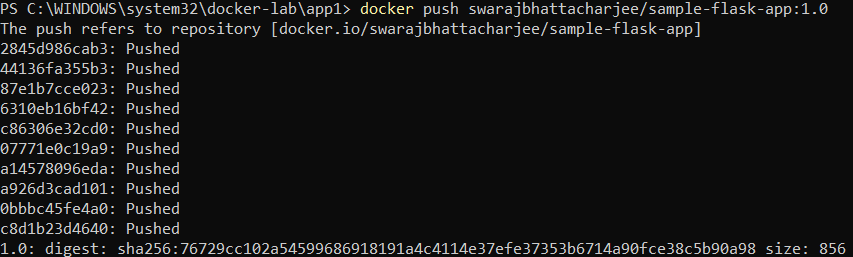 PS C:\WINDOWS\system32\docker-lab\app1> docker push swarajbhattacharjee/sample-flask-app:1.0
The push refers to repository [docker.io/swarajbhattacharjee/sample-flask-app]
2845d986cab3: Pushed
44136fa355b3: Pushed
87e1b7cce023: Pushed
6310eb16bf42: Pushed
c86306e32cd0: Pushed
07771e0c19a9: Pushed
a14578096eda: Pushed
a926d3cad101: Pushed
0bbbc45fe4a0: Pushed
c8d1b23d4640: Pushed
1.0: digest: sha256:76729cc102a54599686918191a4c4114e37efe37353b6714a90fce38c5b90a98 size: 856